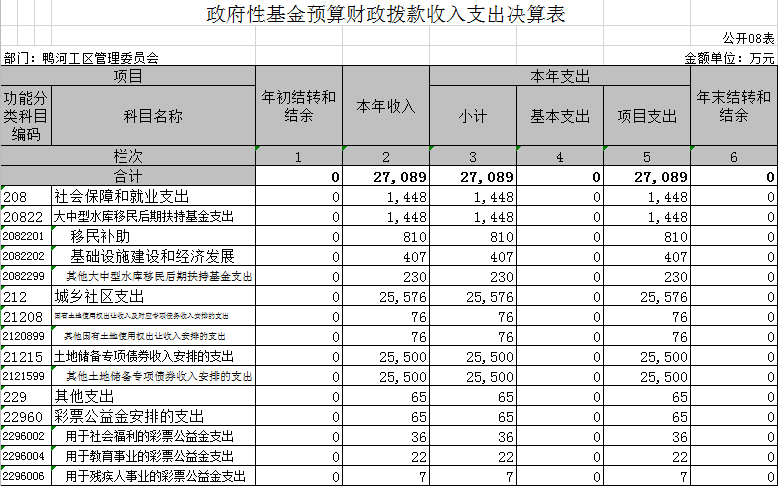 政府性基金预算财政拨款收入支出决算表
公开08表
部门：鸭河工区管理委员会 金额单位：万元
项目 年初结转和结余 本年收入 本年支出 年末结转和结余
功能分类科目编码 科目名称 小计 基本支出 项目支出
栏次 1 2 3 4 5 6
合计 0 27,089 27,089 0 27,089 0
208 社会保障和就业支出 0 1,448 1,448 0 1,448 0
20822 大中型水库移民后期扶持基金支出 0 1,448 1,448 0 1,448 0
2082201 移民补助 0 810 810 0 810 0
2082202 基础设施建设和经济发展 0 407 407 0 407 0
2082299 其他大中型水库移民后期扶持基金支出 0 230 230 0 230 0
212 城乡社区支出 0 25,576 25,576 0 25,576 0
21208 国有土地使用权出让收入及对应专项债务收入安排的支出 0 76 76 0 76 0
2120899 其他国有土地使用权出让收入安排的支出 0 76 76 0 76 0
21215 土地储备专项债券收入安排的支出 0 25,500 25,500 0 25,500 0
2121599 其他土地储备专项债券收入安排的支出 0 25,500 25,500 0 25,500 0
229 其他支出 0 65 65 0 65 0
22960 彩票公益金安排的支出 0 65 65 0 65 0
2296002 用于社会福利的彩票公益金支出 0 36 36 0 36 0
2296004 用于教育事业的彩票公益金支出 0 22 22 0 22 0
2296006 用于残疾人事业的彩票公益金支出 0 7 7 0 7 0